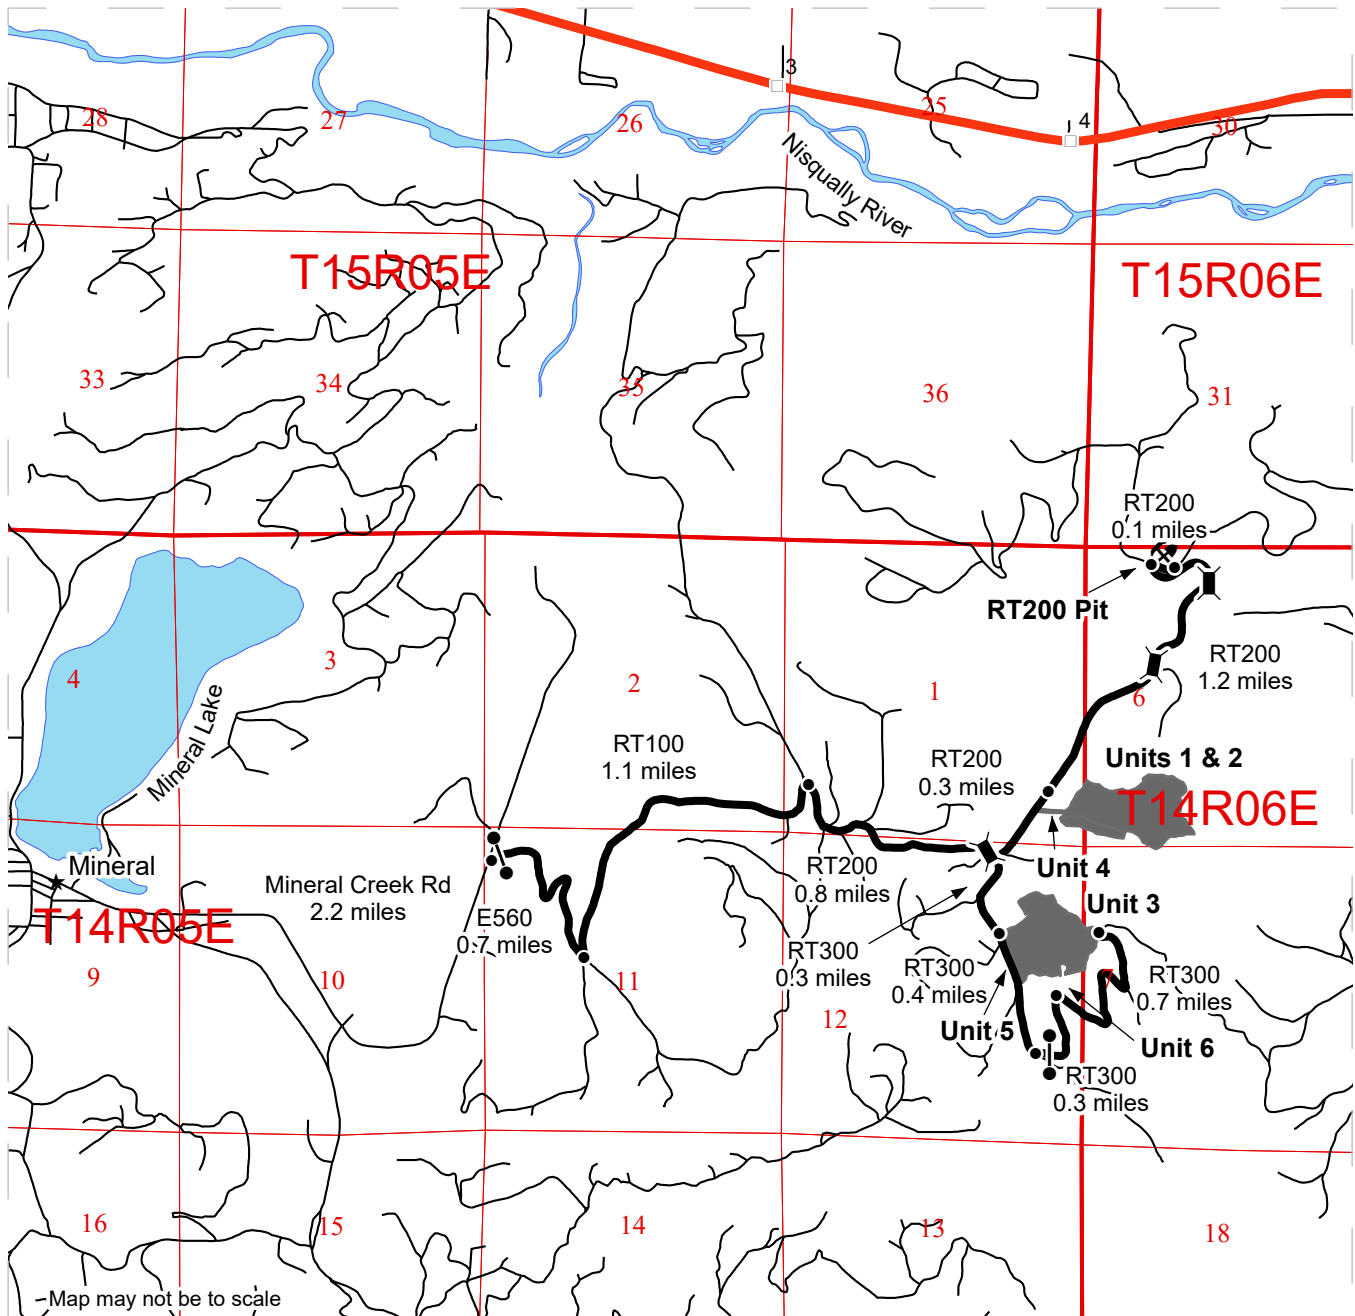 3
28
27
26
25
4
30
Nisqually River
T15R05E
T15R06E
33
34
35
36
31
RT200
0.1 miles
RT200 Pit
4
3
2
1
6
RT200
1.2 miles
Mineral Lake
RT100
1.1 miles
RT200
0.3 miles
Units 1 & 2
T14R06E
Mineral
Mineral Creek Rd
2.2 miles
RT200
0.8 miles
Unit 4
Unit 3
T14R05E
E560
0.7 miles
RT300
0.3 miles
RT300
0.4 miles
7
RT300
0.7 miles
9
10
11
12
Unit 5
Unit 6
RT300
0.3 miles
16
15
14
13
18
Map may not be to scale